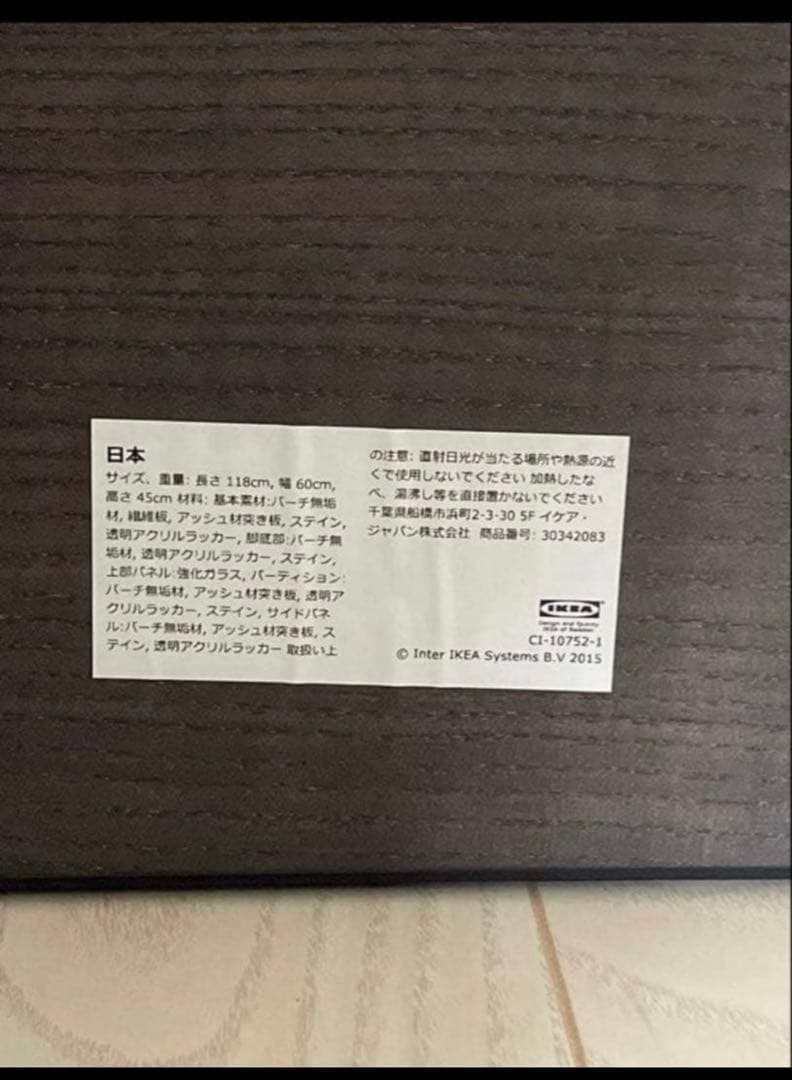 日本
サイズ、重量: 長さ 118cm, 幅 60cm,
高さ 45cm 材料: 基本素材:バーチ無垢
材, 繊維板, アッシュ材突き板, ステイン,
透明アクリルラッカー, 脚底部:バーチ無
垢材, 透明アクリルラッカー, ステイン,
上部パネル:強化ガラス, パーティション:
バーチ無垢材, アッシュ材突き板, 透明ア
クリルラッカー, ステイン, サイドパネ
ル:バーチ無垢材, アッシュ材突き板, ス
テイン, 透明アクリルラッカー 取扱い上
の注意: 直射日光が当たる場所や熱源の近
くで使用しないでください 加熱したな
べ、湯沸し等を直接置かないでください
千葉県船橋市浜町2-3-30 5F イケア・
ジャパン株式会社 商品番号: 30342083
IKEA
Design and Quality
IKEA of Sweden
CI-10752-1
© Inter IKEA Systems B.V 2015